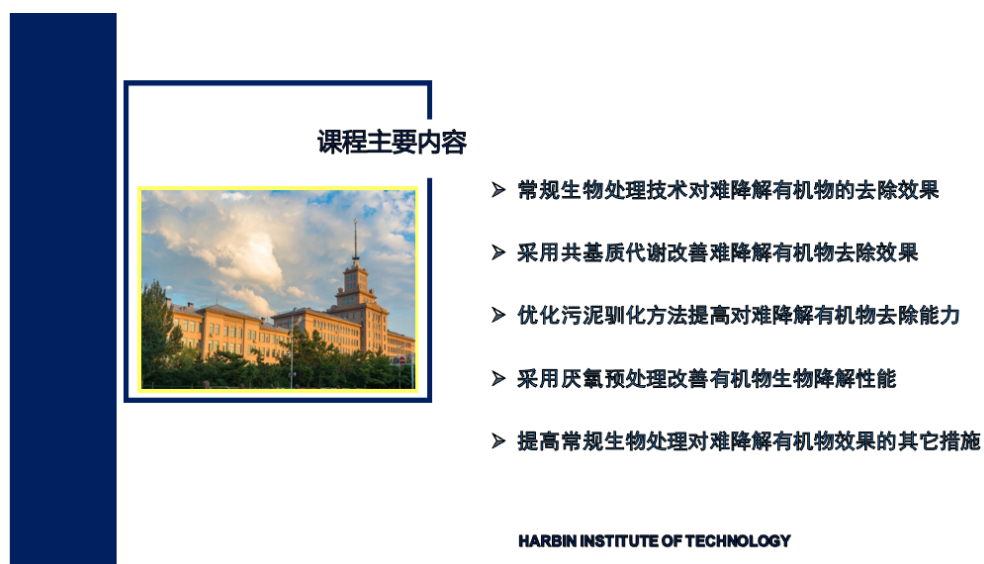 课程主要内容
常规生物处理技术对难降解有机物的去除效果
采用共基质代谢改善难降解有机物去除效果
优化污泥驯化方法提高对难降解有机物去除能力
采用厌氧预处理改善有机物生物降解性能
提高常规生物处理对难降解有机物效果的其它措施
HARBIN INSTITUTE OF TECHNOLOGY